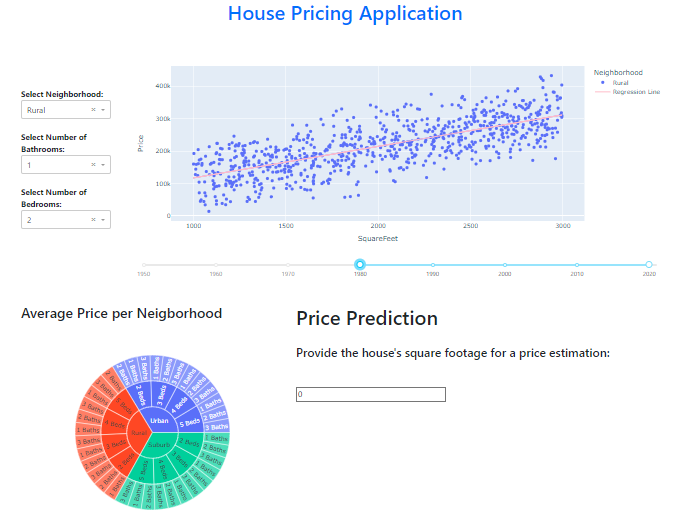 House Pricing Application
Select Neighborhood:
Rural
Select Number of
Bathrooms:
1
Select Number of
Bedrooms:
2
Price
400k
300k
200k
100k
0
1000
1500
2000
2500
3000
SquareFeet
Neighborhood
Rural
Regression Line
1950
1960
1970
1980
1990
2000
2010
2020
Average Price per Neigborhood
Urban
2 Beds
3 Beds
4 Beds
5 Beds
Suburb
Rural
1 Baths
2 Baths
3 Baths
Price Prediction
Provide the house's square footage for a price estimation:
0